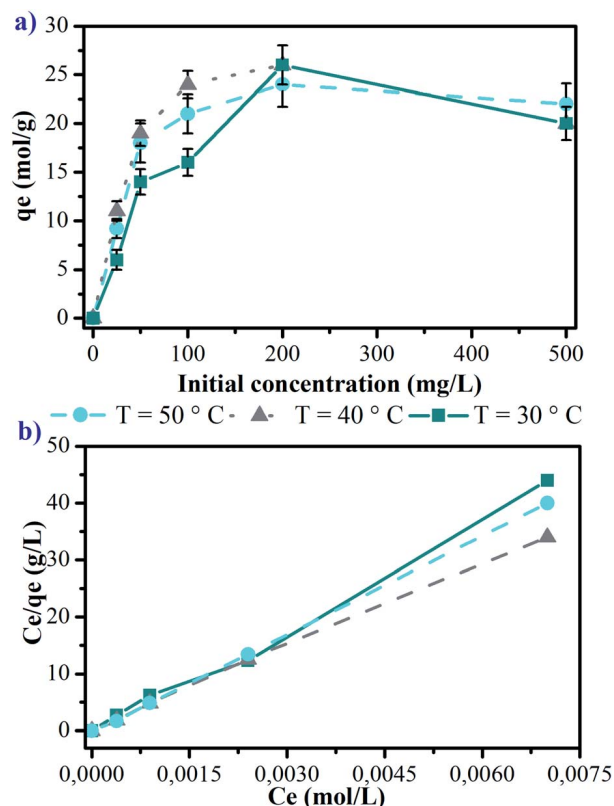 a)
30
25
20
15
10
5
0
qe (mol/g)
0 100 200 300 400 500
Initial concentration (mg/L)
T = 50 ° C T = 40 ° C T = 30 ° C
b)
50
40
30
20
10
0
Ce/qe (g/L)
0,0000 0,0015 0,0030 0,0045 0,0060 0,0075
Ce (mol/L)